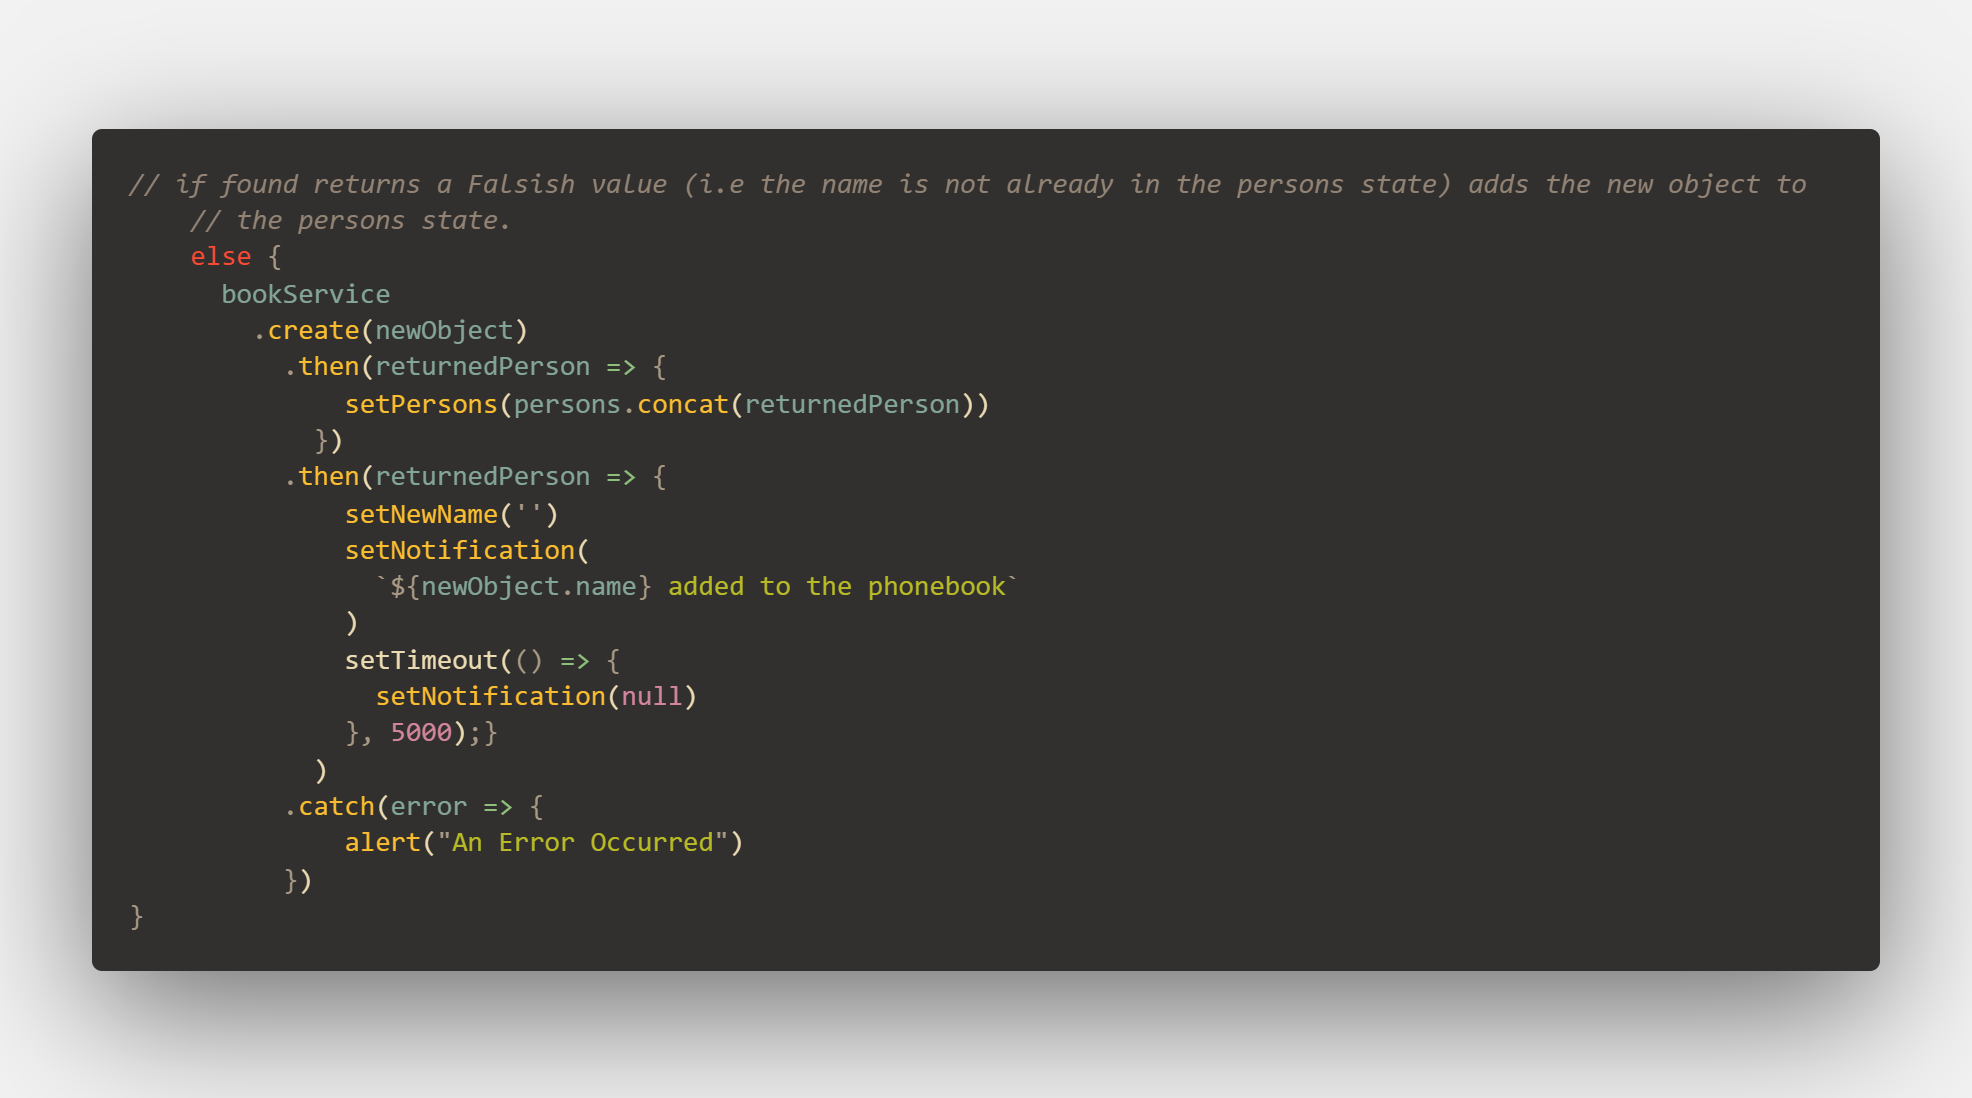 // if found returns a Falsish value (i.e the name is not already in the persons state) adds the new object to
    // the persons state.
    else {
      bookService
        .create(newObject)
          .then(returnedPerson => {
              setPersons(persons.concat(returnedPerson))
            })
          .then(returnedPerson => {
              setNewName('')
              setNotification(
                `${newObject.name} added to the phonebook`
              )
              setTimeout(() => {
                setNotification(null)
              }, 5000);}
            )
          .catch(error => {
              alert("An Error Occurred")
          })
}